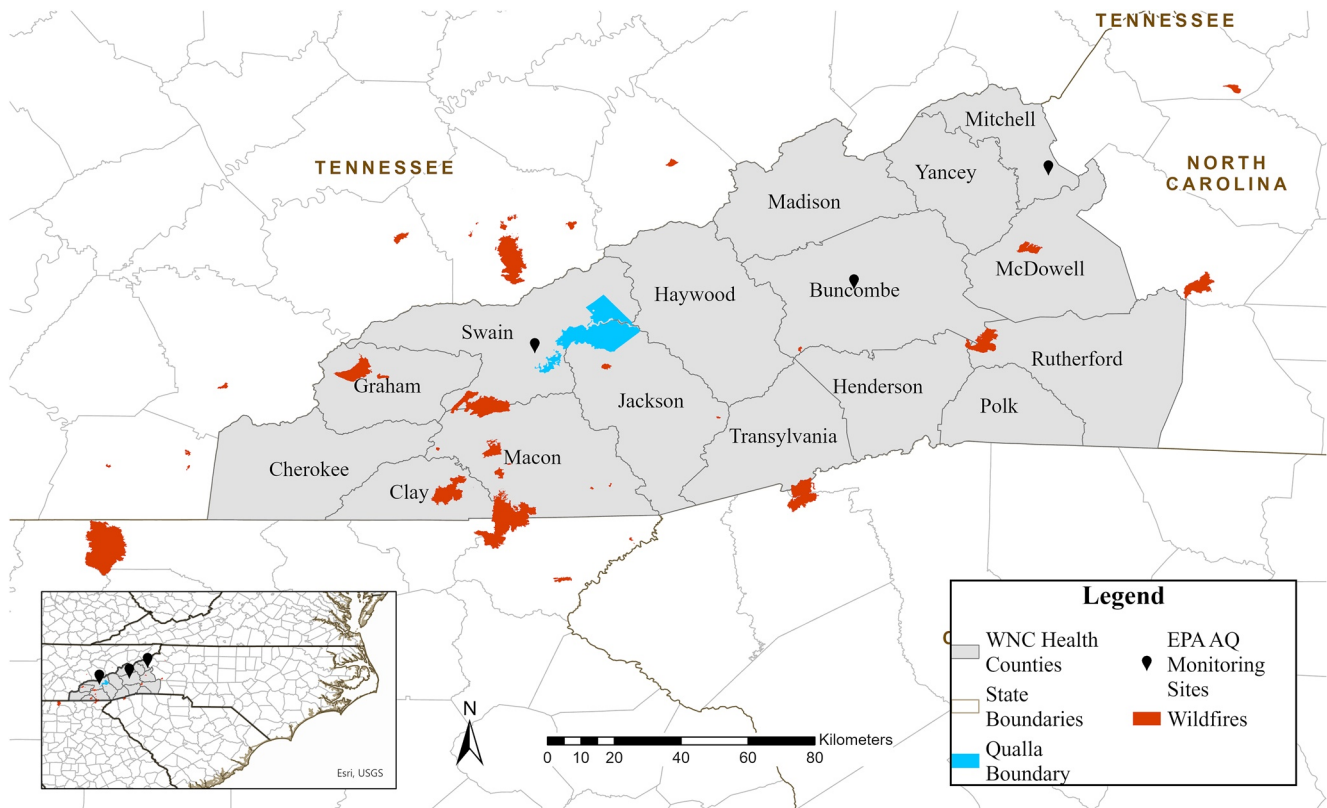 TENNESSEE
Mitchell
TENNESSEE
NORTH
CAROLINA
Yancey
Madison
McDowell
Haywood
Buncombe
Swain
Rutherford
Graham
Henderson
Jackson
Polk
Transylvania
Macon
Cherokee
Clay
Legend
WNC Health
Counties
State
Boundaries
Qualla
Boundary
EPA AQ
Monitoring
Sites
Wildfires
N
Kilometers
0 10 20 40 60 80
Esri, USGS